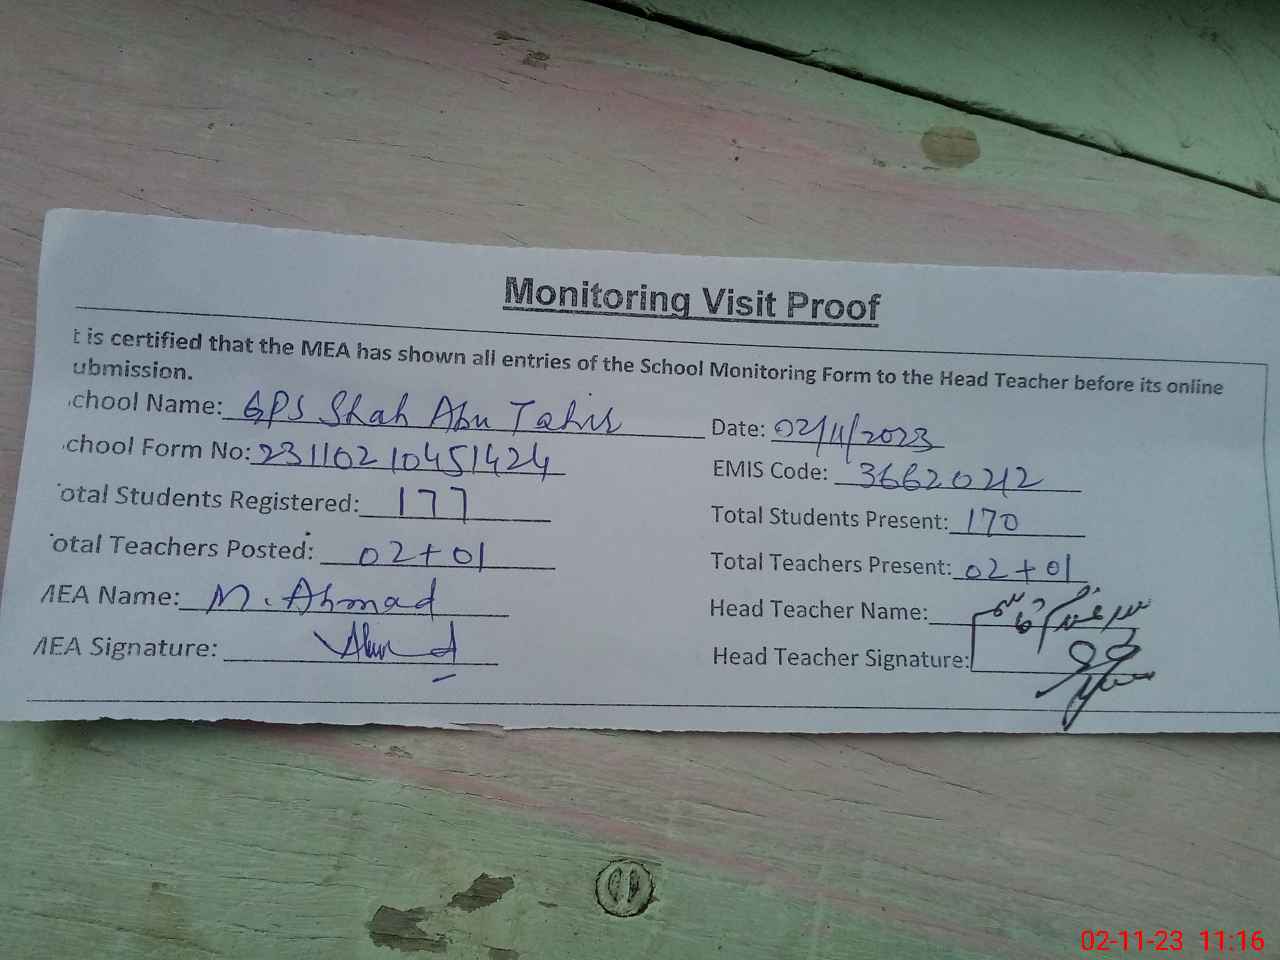 Monitoring Visit Proof
t is certified that the MEA has shown all entries of the School Monitoring Form to the Head Teacher before its online
ubmission.
chool Name: GPS Shah Abu Tahir
Date: 02/11/2023
chool Form No: 23110210451424
EMIS Code: 36620212
otal Students Registered: 177
Total Students Present: 170
otal Teachers Posted: 02+01
Total Teachers Present: 02+01
MEA Name: M. Ahmad
Head Teacher Name:
MEA Signature: Ahmad
Head Teacher Signature:
02-11-23 11:16